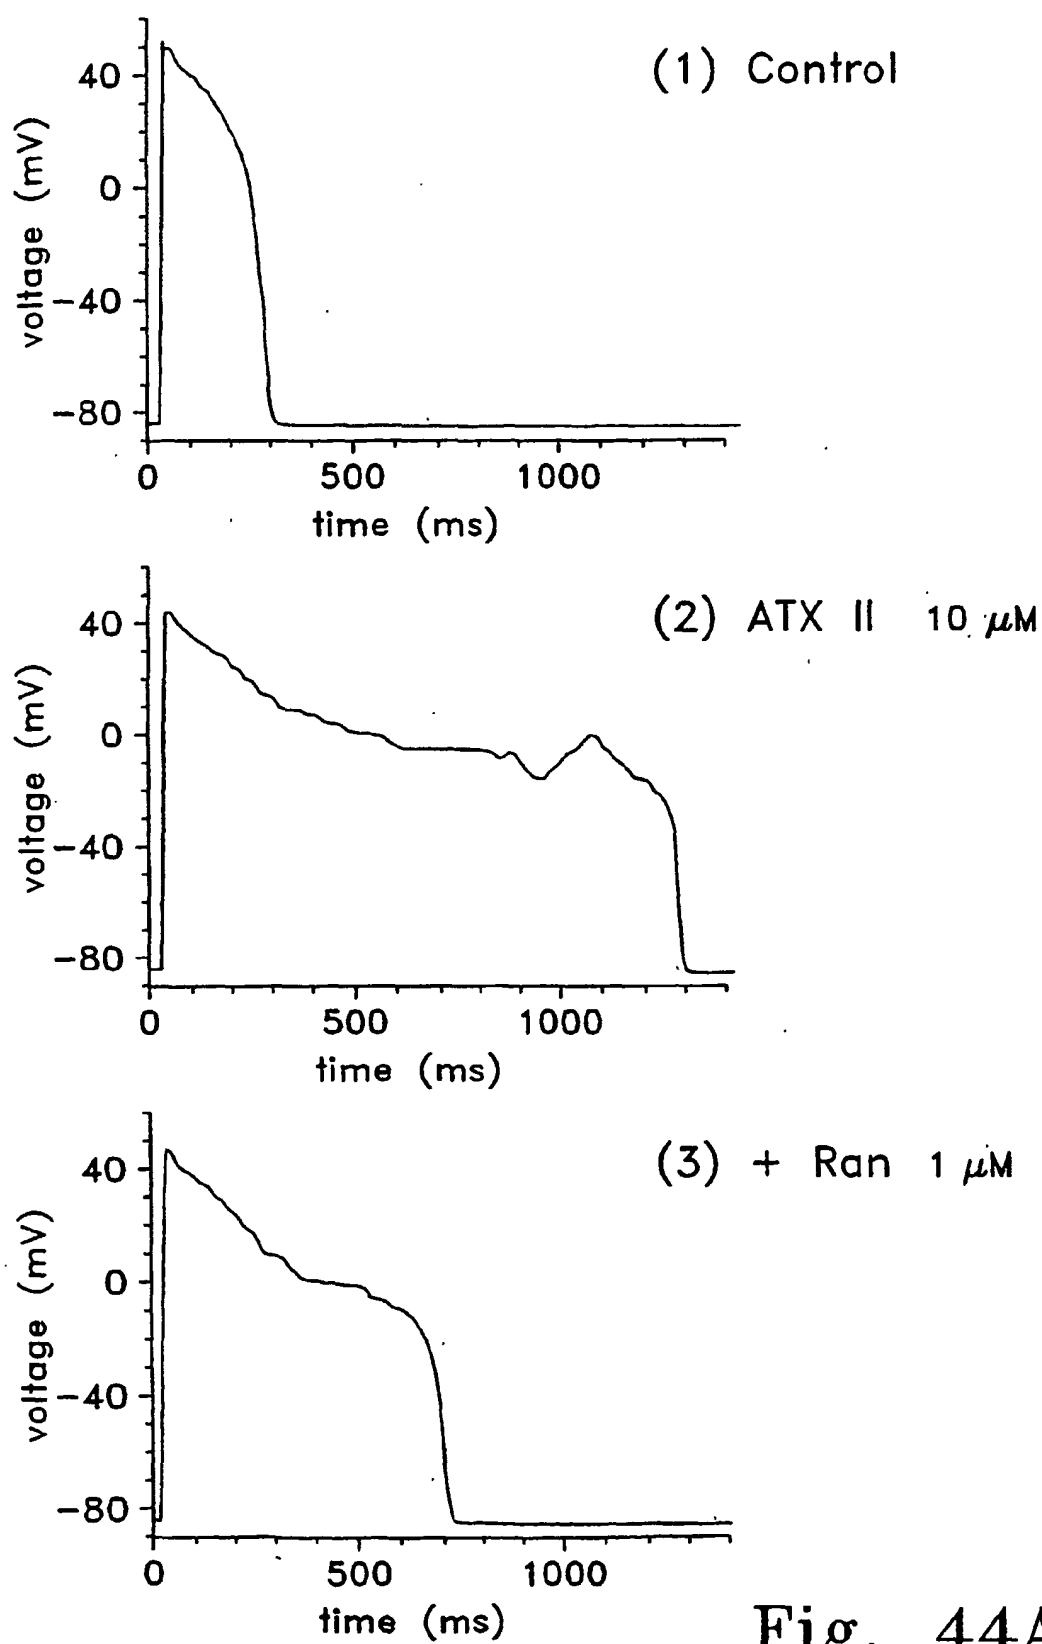 (1) Control
voltage (mV)
40
0
-40
-80
0 500 1000
time (ms)
(2) ATX II 10 μM
voltage (mV)
40
0
-40
-80
0 500 1000
time (ms)
(3) + Ran 1 μM
voltage (mV)
40
0
-40
-80
0 500 1000
time (ms)
Fig. 44A